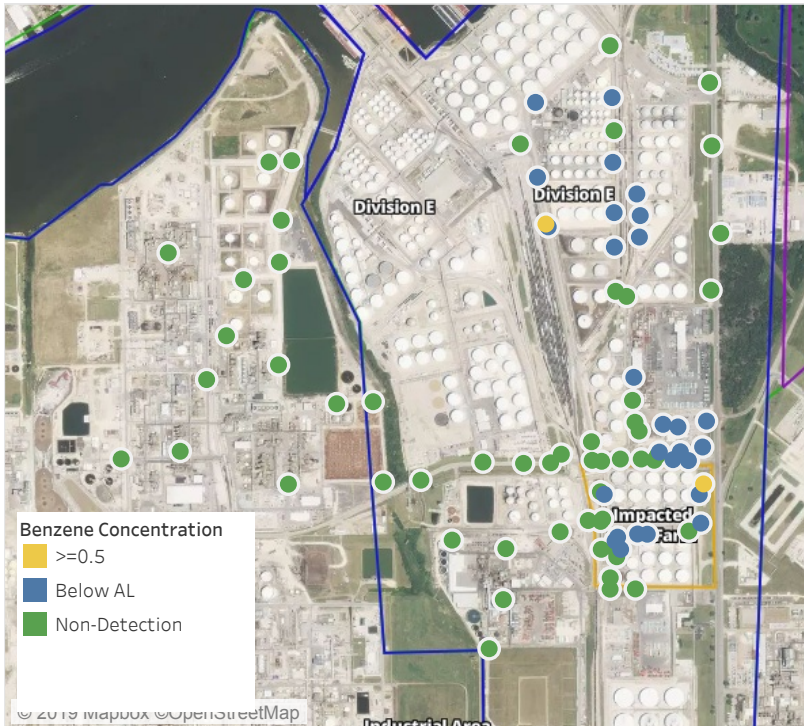 Division E
Division E
Impacted
Benzene Concentration
>=0.5
Below AL
Non-Detection
© 2019 Mapbox ©OpenStreetMap
Industrial Area